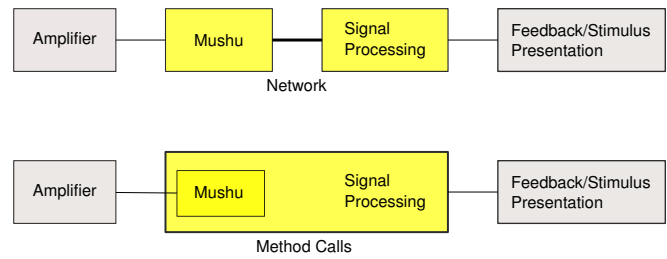 Amplifier
Mushu
Signal
Processing
Feedback/Stimulus
Presentation
Network
Amplifier
Mushu
Signal
Processing
Feedback/Stimulus
Presentation
Method Calls